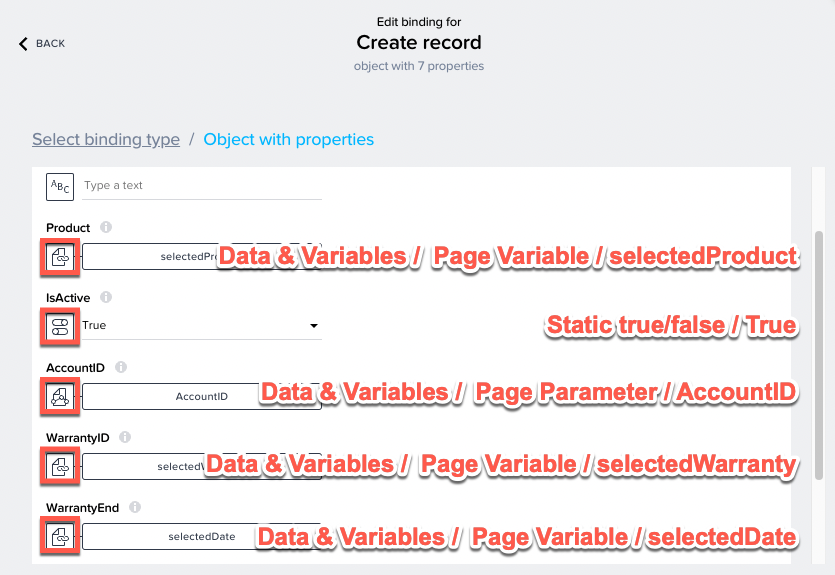 Edit binding for
BACK
Create record
object with 7 properties
Select binding type / Object with properties
ABC Type a text
Product
selectedPro Data & Variables / Page Variable / selectedProduct
IsActive
True Static true/false / True
AccountID
AccountID Data & Variables / Page Parameter / AccountID
WarrantyID
selectedW Data & Variables / Page Variable / selectedWarranty
WarrantyEnd
selectedDate Data & Variables / Page Variable / selectedDate